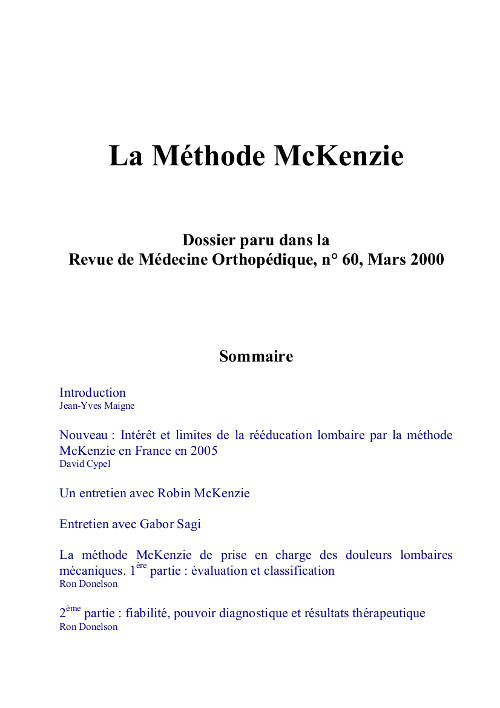 La Méthode McKenzie
Dossier paru dans la
Revue de Médecine Orthopédique, n° 60, Mars 2000
Sommaire
Introduction
Jean-Yves Maigne
Nouveau : Intérêt et limites de la rééducation lombaire par la méthode
McKenzie en France en 2005
David Cypel
Un entretien avec Robin McKenzie
Entretien avec Gabor Sagi
La méthode McKenzie de prise en charge des douleurs lombaires
mécaniques. 1ère partie : évaluation et classification
Ron Donelson
2ème partie : fiabilité, pouvoir diagnostique et résultats thérapeutique
Ron Donelson